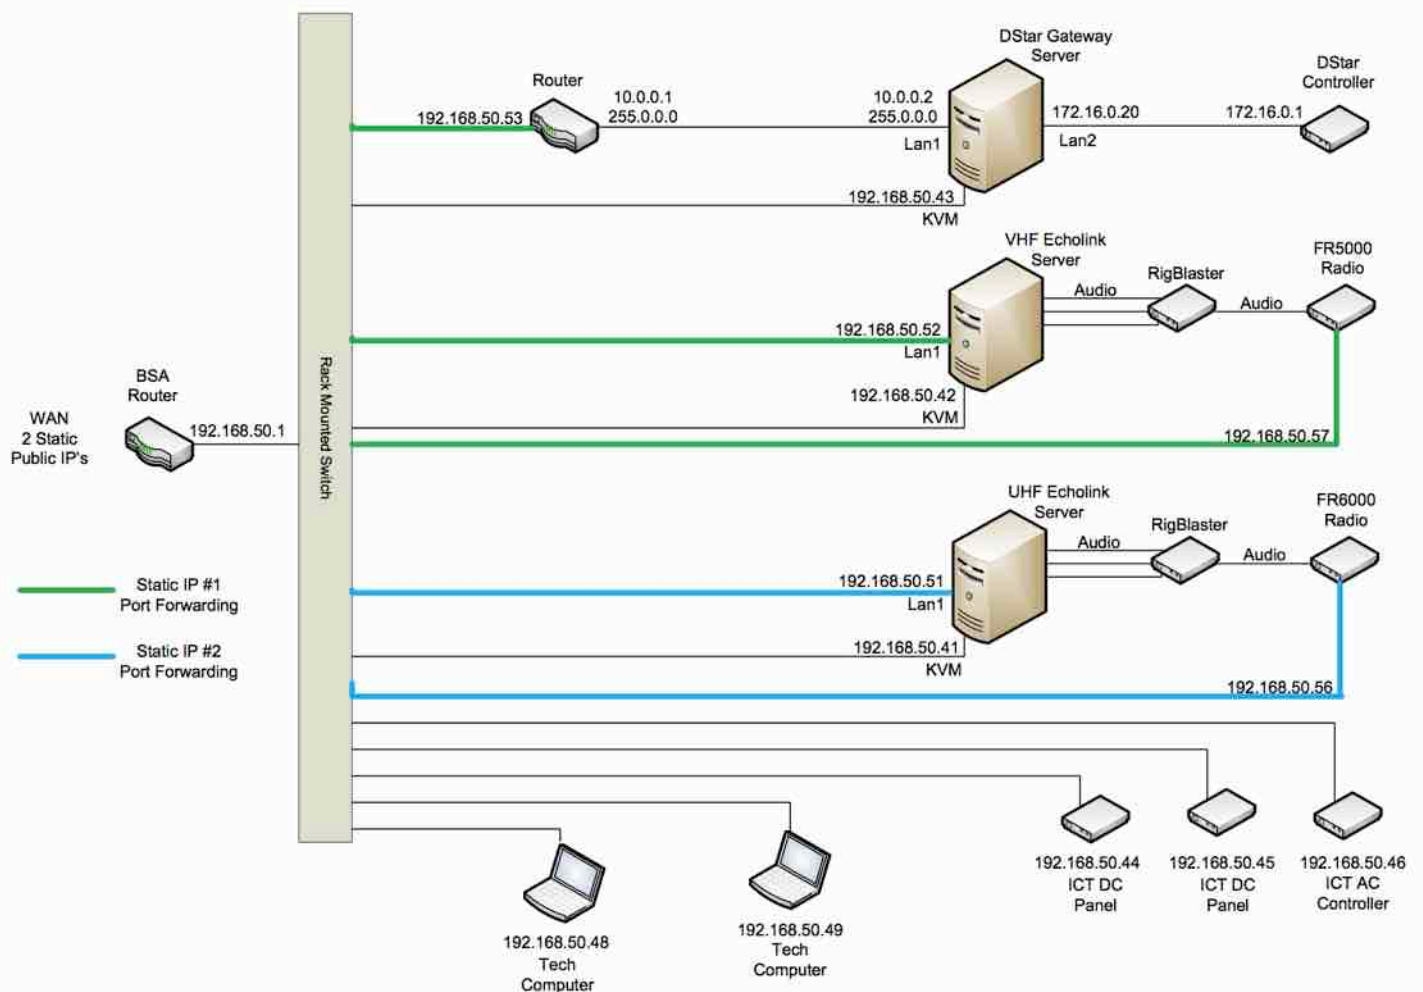 DStar Gateway
Server
DStar
Controller
Router
192.168.50.53
10.0.0.1
255.0.0.0
10.0.0.2
255.0.0.0
Lan1
172.16.0.20
Lan2
172.16.0.1
192.168.50.43
KVM
VHF Echolink
Server
RigBlaster
FR5000
Radio
Audio
Audio
192.168.50.52
Lan1
192.168.50.42
KVM
192.168.50.57
Rack Mounted Switch
BSA
Router
WAN
2 Static
Public IP's
192.168.50.1
UHF Echolink
Server
RigBlaster
FR6000
Radio
Audio
Audio
192.168.50.51
Lan1
192.168.50.41
KVM
192.168.50.56
Static IP #1
Port Forwarding
Static IP #2
Port Forwarding
192.168.50.44
ICT DC
Panel
192.168.50.45
ICT DC
Panel
192.168.50.46
ICT AC
Controller
192.168.50.48
Tech
Computer
192.168.50.49
Tech
Computer